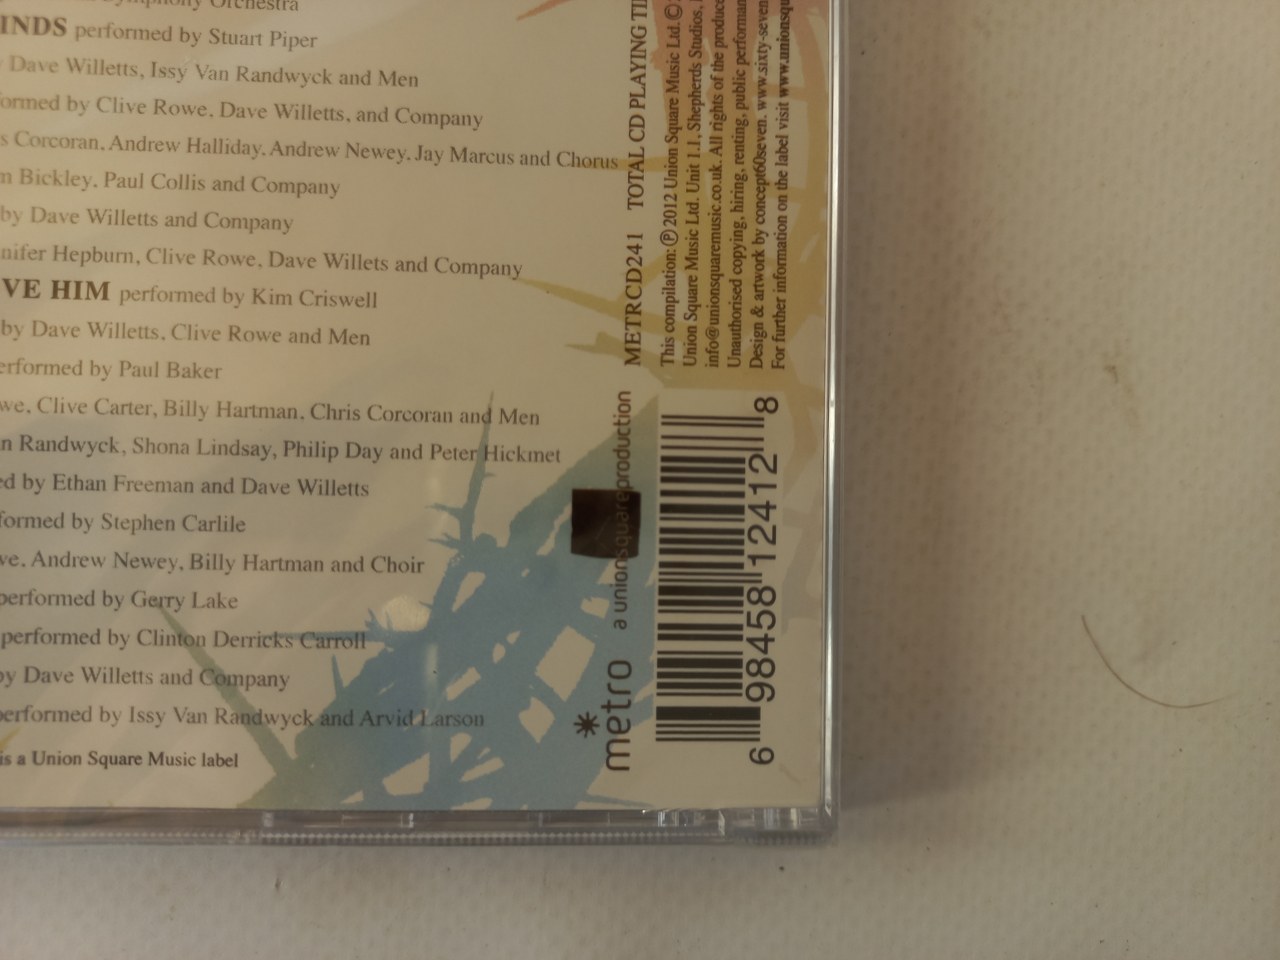 Orchestra
INDS performed by Stuart Piper
Dave Willetts, Issy Van Randwyck and Men
ormed by Clive Rowe, Dave Willetts, and Company
s Corcoran, Andrew Halliday, Andrew Newey, Jay Marcus and Chorus
n Bickley, Paul Collis and Company
by Dave Willetts and Company
nifer Hepburn, Clive Rowe, Dave Willets and Company
VE HIM performed by Kim Criswell
by Dave Willetts, Clive Rowe and Men
erformed by Paul Baker
we, Clive Carter, Billy Hartman, Chris Corcoran and Men
n Randwyck, Shona Lindsay, Philip Day and Peter Hickmet
ed by Ethan Freeman and Dave Willetts
formed by Stephen Carlile
ve, Andrew Newey, Billy Hartman and Choir
performed by Gerry Lake
performed by Clinton Derricks Carroll
by Dave Willetts and Company
performed by Issy Van Randwyck and Arvid Larson
is a Union Square Music label
METRCD241 TOTAL CD PLAYING TI
This compilation: Ⓟ 2012 Union Square Music Ltd. ©
Union Square Music Ltd. Unit 1.1, Shepherds Studios,
info@unionsquaremusic.co.uk. All rights of the produce
Unauthorised copying, hiring, renting, public performan
Design & artwork by concept60seven. www.sixty-seven
For further information on the label visit www.unionsqu
metro a unionsquareproduction
6 98458 12412 8